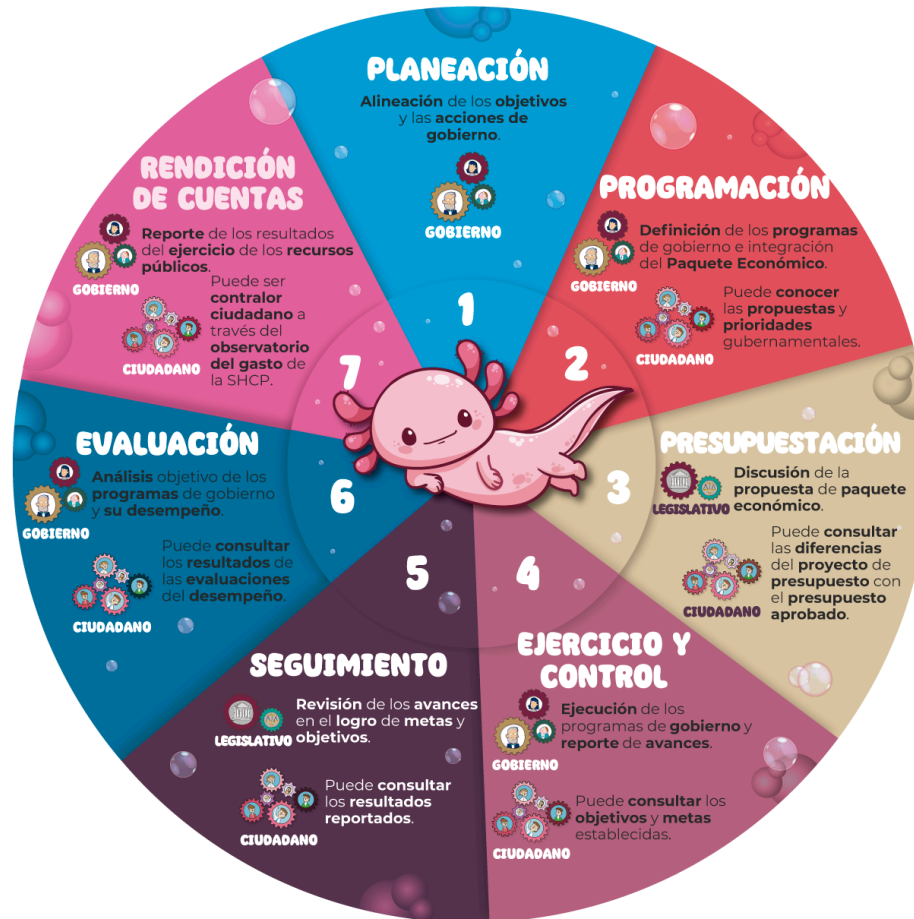 PLANEACIÓN
Alineación de los objetivos
y las acciones de
gobierno.
GOBIERNO
1
PROGRAMACIÓN
Definición de los programas
de gobierno e integración
del Paquete Económico.
GOBIERNO
Puede conocer
las propuestas y
prioridades
gubernamentales.
CIUDADANO
2
PRESUPUESTACIÓN
Discusión de la
propuesta de paquete
económico.
LEGISLATIVO
Puede consultar
las diferencias
del proyecto de
presupuesto con
el presupuesto
aprobado.
CIUDADANO
3
EJERCICIO Y
CONTROL
Ejecución de los
programas de gobierno y
reporte de avances.
GOBIERNO
Puede consultar los
objetivos y metas
establecidas.
CIUDADANO
4
SEGUIMIENTO
Revisión de los avances
en el logro de metas y
objetivos.
LEGISLATIVO
Puede consultar
los resultados
reportados.
CIUDADANO
5
EVALUACIÓN
Análisis objetivo de los
programas de gobierno
y su desempeño.
GOBIERNO
Puede consultar
los resultados de
las evaluaciones
del desempeño.
CIUDADANO
6
RENDICIÓN
DE CUENTAS
Reporte de los resultados
del ejercicio de los recursos
públicos.
GOBIERNO
Puede ser
contralor
ciudadano a
través del
observatorio
del gasto de
la SHCP.
CIUDADANO
7